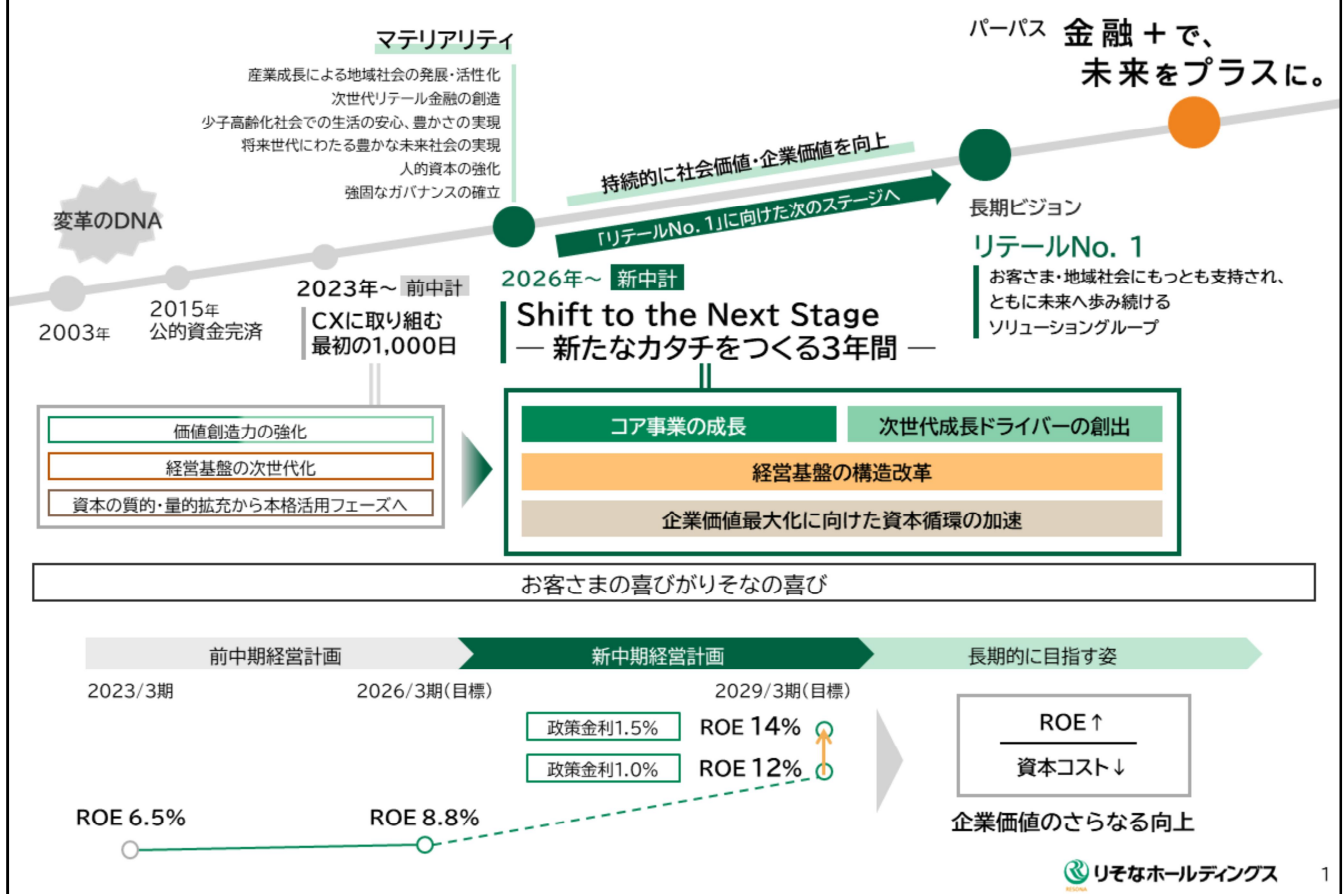 パーパス 金融＋で、
未来をプラスに。
マテリアリティ
産業成長による地域社会の発展・活性化
次世代リテール金融の創造
少子高齢化社会での生活の安心、豊かさの実現
将来世代にわたる豊かな未来社会の実現
人的資本の強化
強固なガバナンスの確立
持続的に社会価値・企業価値を向上
「リテールNo. 1」に向けた次のステージへ
変革のDNA
2003年
2015年
公的資金完済
2023年～ 前中計
CXに取り組む
最初の1,000日
2026年～ 新中計
Shift to the Next Stage
― 新たなカタチをつくる3年間 ―
長期ビジョン
リテールNo. 1
お客さま・地域社会にもっとも支持され、
ともに未来へ歩み続ける
ソリューショングループ
価値創造力の強化
経営基盤の次世代化
資本の質的・量的拡充から本格活用フェーズへ
コア事業の成長
次世代成長ドライバーの創出
経営基盤の構造改革
企業価値最大化に向けた資本循環の加速
お客さまの喜びがりそなの喜び
前中期経営計画
新中期経営計画
長期的に目指す姿
2023/3期
2026/3期(目標)
2029/3期(目標)
政策金利1.5%
ROE 14%
政策金利1.0%
ROE 12%
ROE 6.5%
ROE 8.8%
ROE↑
資本コスト↓
企業価値のさらなる向上
RESONA
りそなホールディングス
1